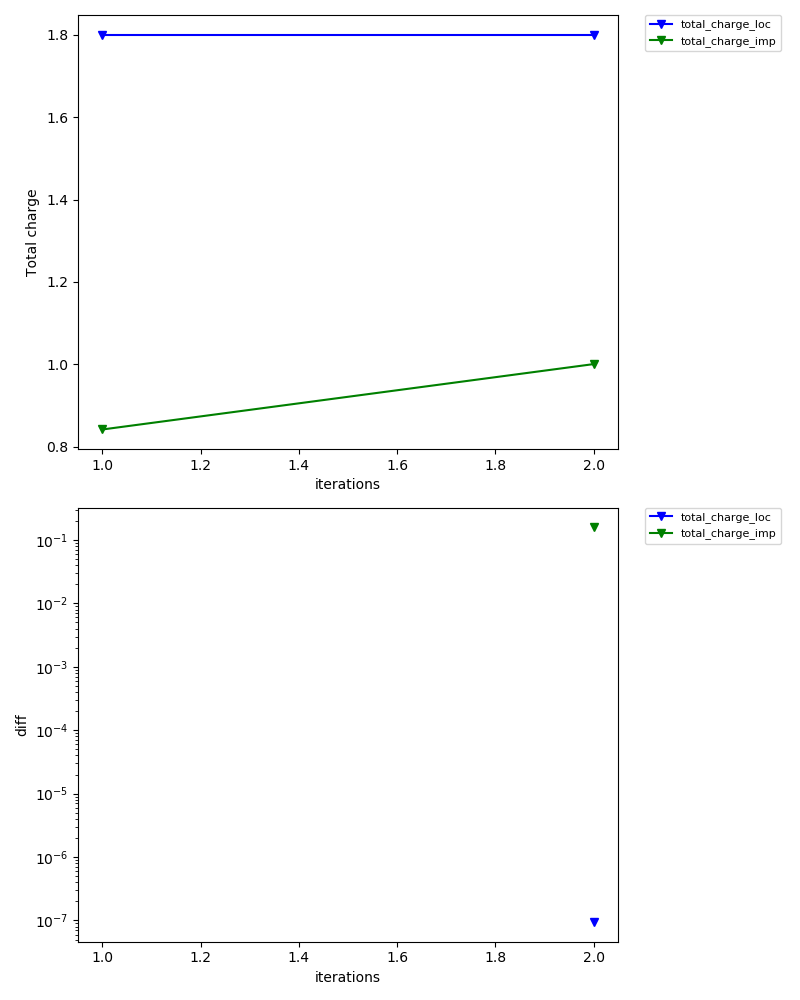 total_charge_loc
total_charge_imp
1.8
1.6
1.4
1.2
1.0
0.8
Total charge
1.0 1.2 1.4 1.6 1.8 2.0
iterations
total_charge_loc
total_charge_imp
10⁻¹
10⁻²
10⁻³
10⁻⁴
10⁻⁵
10⁻⁶
10⁻⁷
diff
1.0 1.2 1.4 1.6 1.8 2.0
iterations